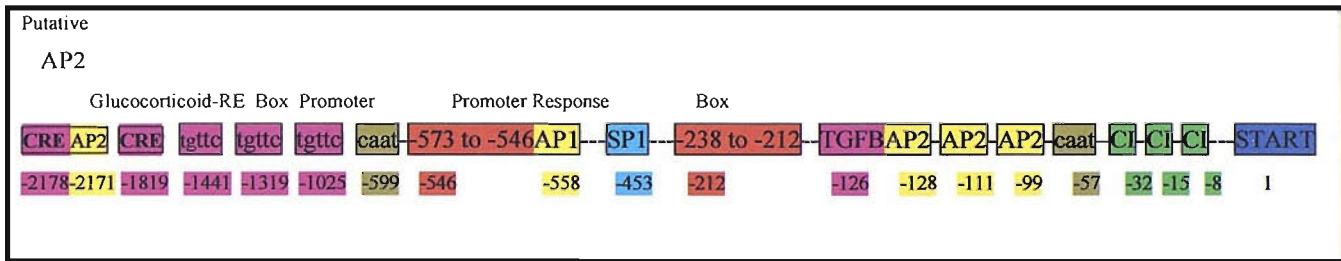 Putative
AP2
Glucocorticoid-RE Box Promoter Promoter Response Box
CRE AP2 CRE tgttc tgttc tgttc caat -573 to -546 AP1 SP1 -238 to -212 TGFB AP2 AP2 AP2 caat CI CI CI START
-2178 -2171 -1819 -1441 -1319 -1025 -599 -546 -558 -453 -212 -126 -128 -111 -99 -57 -32 -15 -8 1